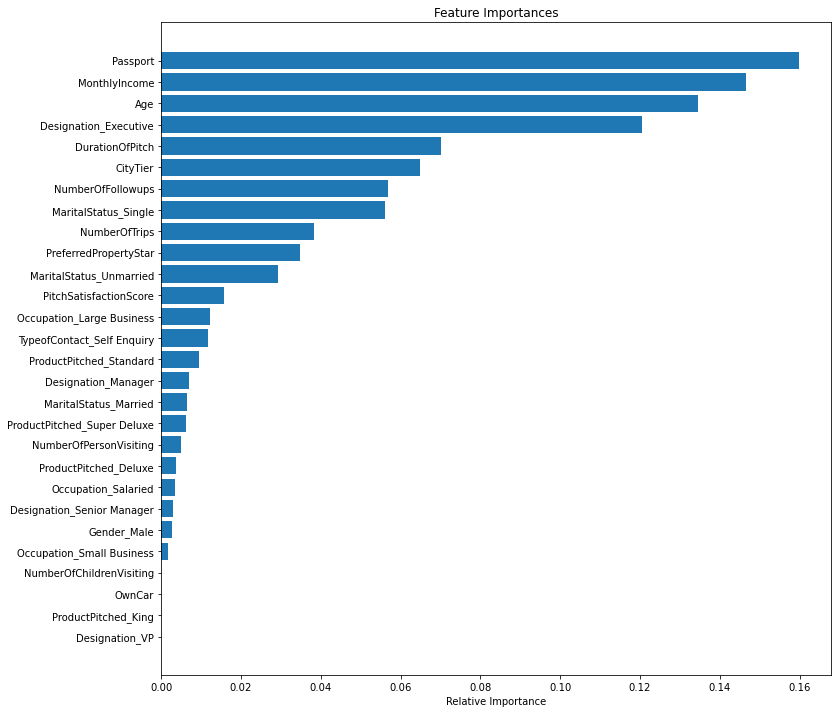 Feature Importances
Passport
MonthlyIncome
Age
Designation_Executive
DurationOfPitch
CityTier
NumberOfFollowups
MaritalStatus_Single
NumberOfTrips
PreferredPropertyStar
MaritalStatus_Unmarried
PitchSatisfactionScore
Occupation_Large Business
TypeofContact_Self Enquiry
ProductPitched_Standard
Designation_Manager
MaritalStatus_Married
ProductPitched_Super Deluxe
NumberOfPersonVisiting
ProductPitched_Deluxe
Occupation_Salaried
Designation_Senior Manager
Gender_Male
Occupation_Small Business
NumberOfChildrenVisiting
OwnCar
ProductPitched_King
Designation_VP
0.00 0.02 0.04 0.06 0.08 0.10 0.12 0.14 0.16
Relative Importance